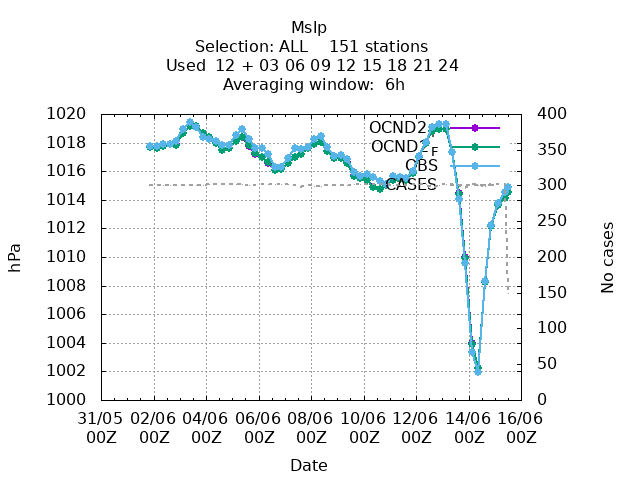 Mslp
Selection: ALL    151 stations
Used  12 + 03 06 09 12 15 18 21 24
Averaging window:  6h
1020
1018
1016
1014
1012
1010
1008
1006
1004
1002
1000
hPa
400
350
300
250
200
150
100
50
0
No cases
OCND2
OCND2F
OBS
CASES
31/05 02/06 04/06 06/06 08/06 10/06 12/06 14/06 16/06
00Z 00Z 00Z 00Z 00Z 00Z 00Z 00Z 00Z
Date